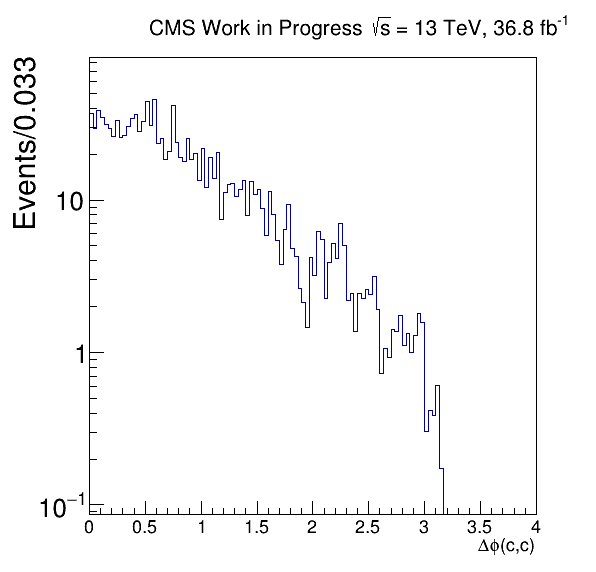 CMS Work in Progress √s = 13 TeV, 36.8 fb⁻¹
Events/0.033
10
1
10⁻¹
0 0.5 1 1.5 2 2.5 3 3.5 4
Δϕ(c,c)